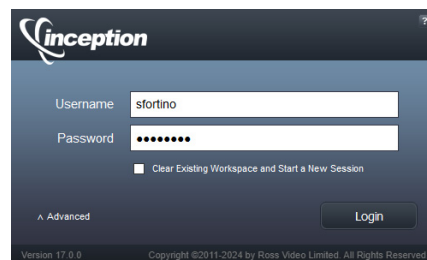 inception
?
Username sfortino
Password ••••••••
Clear Existing Workspace and Start a New Session
^ Advanced Login
Version 17.0.0 Copyright ©2011-2024 by Ross Video Limited. All Rights Reserved